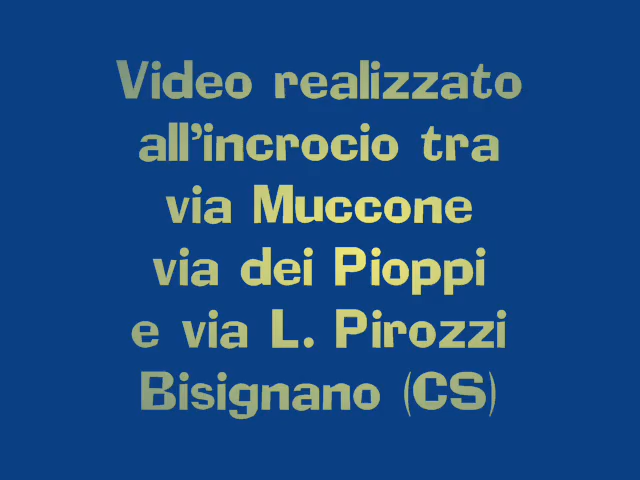 Video realizzato
all'incrocio tra
via Muccone
via dei Pioppi
e via L. Pirozzi
Bisignano (CS)